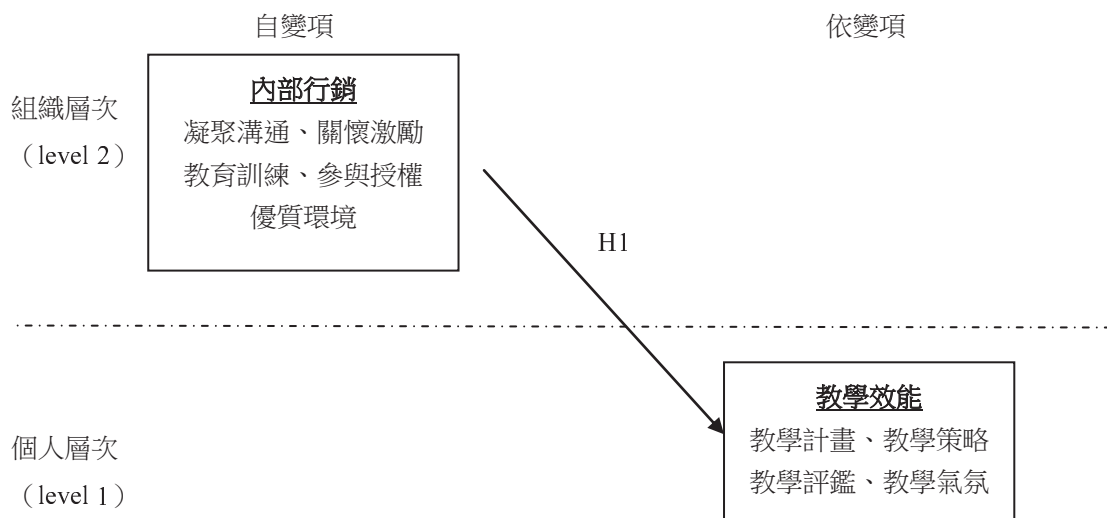 自變項
依變項
組織層次
（level 2）
內部行銷
凝聚溝通、關懷激勵
教育訓練、參與授權
優質環境
H1
個人層次
（level 1）
教學效能
教學計畫、教學策略
教學評鑑、教學氣氛